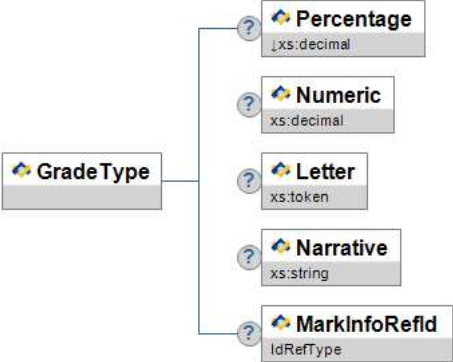 Percentage
↓xs:decimal
Numeric
xs:decimal
GradeType
Letter
xs:token
Narrative
xs:string
MarkInfoRefId
IdRefType
?
?
?
?
?